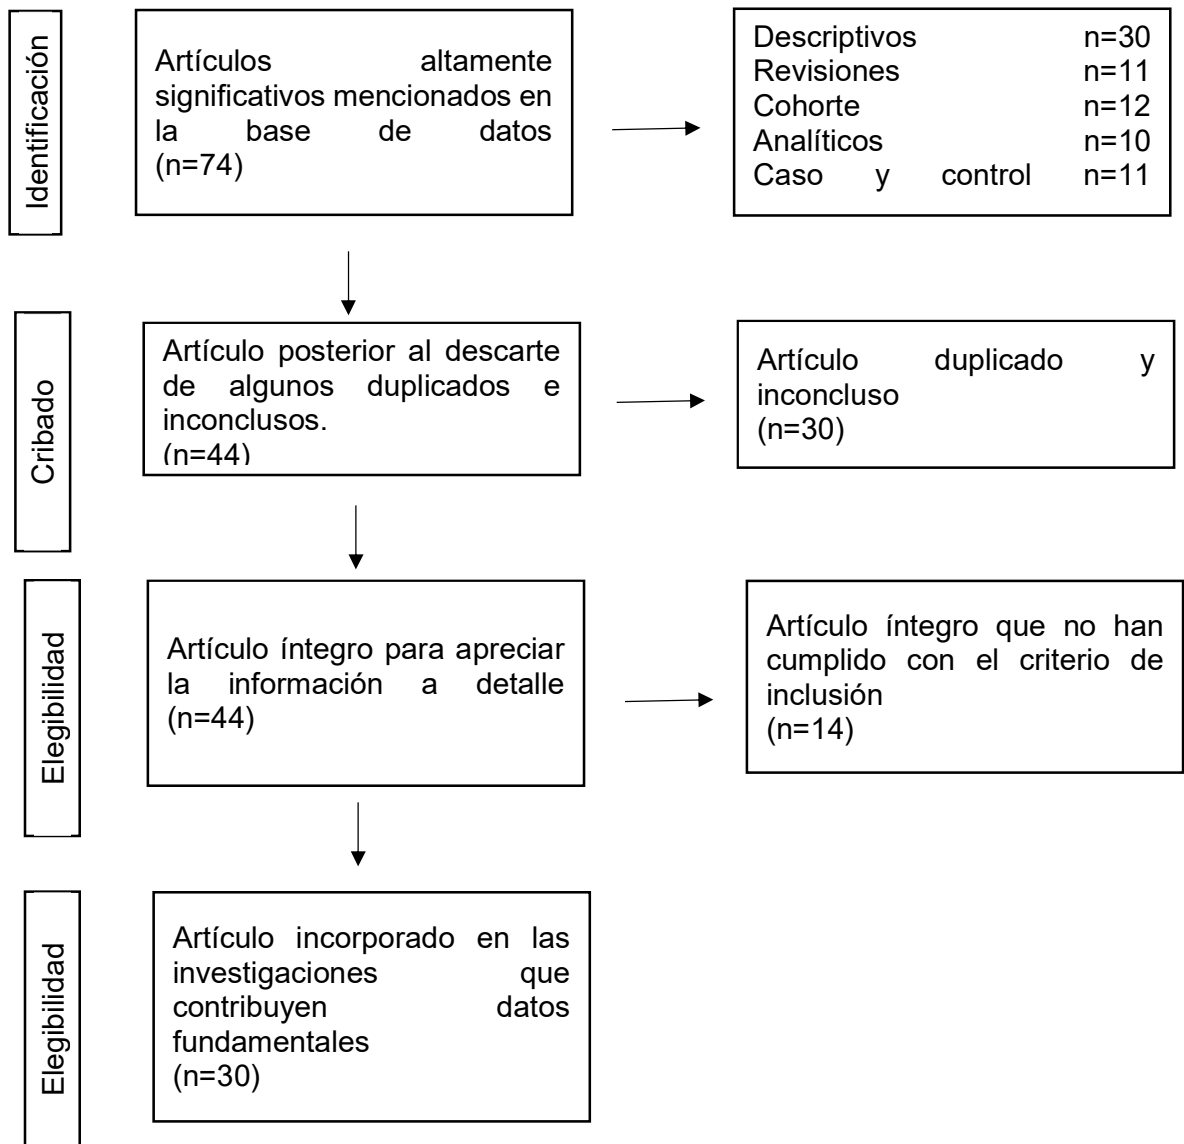 Identificación
Artículos altamente
significativos mencionados en
la base de datos
(n=74)
Descriptivos n=30
Revisiones n=11
Cohorte n=12
Analíticos n=10
Caso y control n=11
Cribado
Artículo posterior al descarte
de algunos duplicados e
inconclusos.
(n=44)
Artículo duplicado y
inconcluso
(n=30)
Elegibilidad
Artículo íntegro para apreciar
la información a detalle
(n=44)
Artículo íntegro que no han
cumplido con el criterio de
inclusión
(n=14)
Elegibilidad
Artículo incorporado en las
investigaciones que
contribuyen datos
fundamentales
(n=30)